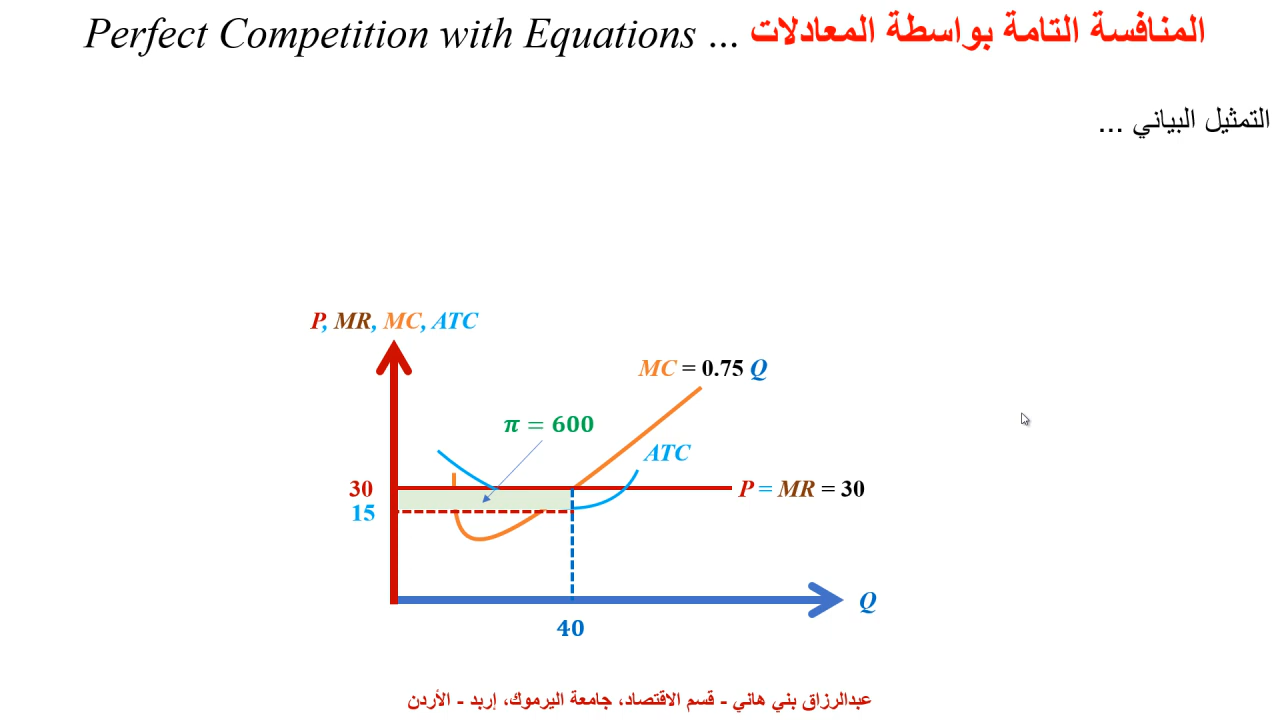 Perfect Competition with Equations ... المنافسة التامة بواسطة المعادلات
التمثيل البياني ...
P, MR, MC, ATC
MC = 0.75 Q
π = 600
ATC
30
P = MR = 30
15
Q
40
عبدالرزاق بني هاني - قسم الاقتصاد، جامعة اليرموك، إربد - الأردن